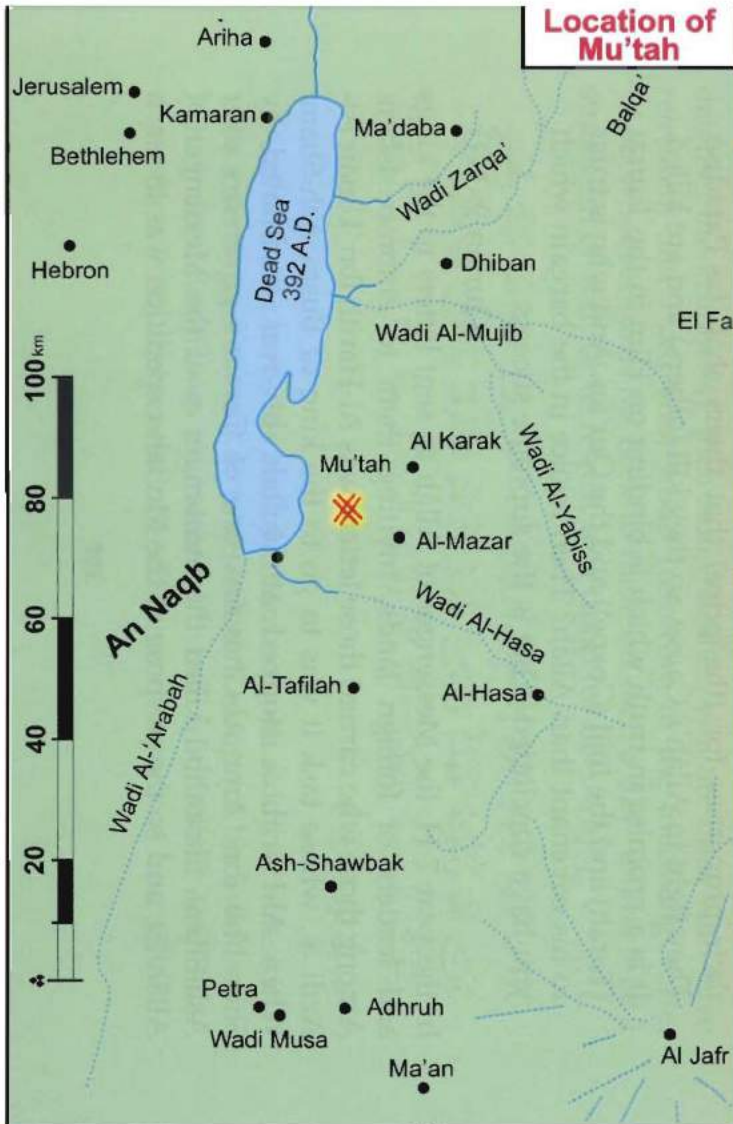 Location of
Mu'tah
Ariha
Jerusalem
Kamaran
Bethlehem
Ma'daba
Balqa'
Wadi Zarqa'
Hebron
Dead Sea
392 A.D.
Dhiban
Wadi Al-Mujib
El Fa
100 km
Al Karak
Mu'tah
Wadi Al-Yabiss
80
Al-Mazar
An Naqb
60
Wadi Al-Hasa
Al-Tafilah
Al-Hasa
40
Wadi Al-'Arabah
20
Ash-Shawbak
Petra
Adhruh
Wadi Musa
Ma'an
Al Jafr